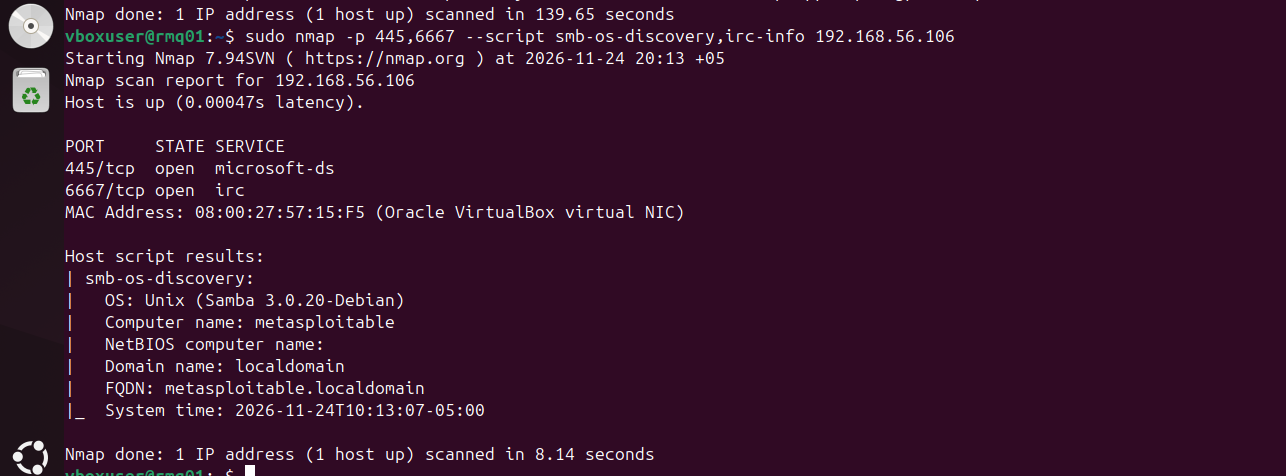 Nmap done: 1 IP address (1 host up) scanned in 139.65 seconds
vboxuser@rmq01:~$ sudo nmap -p 445,6667 --script smb-os-discovery,irc-info 192.168.56.106
Starting Nmap 7.94SVN ( https://nmap.org ) at 2026-11-24 20:13 +05
Nmap scan report for 192.168.56.106
Host is up (0.00047s latency).
PORT     STATE SERVICE
445/tcp  open  microsoft-ds
6667/tcp open  irc
MAC Address: 08:00:27:57:15:F5 (Oracle VirtualBox virtual NIC)
Host script results:
| smb-os-discovery:
|   OS: Unix (Samba 3.0.20-Debian)
|   Computer name: metasploitable
|   NetBIOS computer name:
|   Domain name: localdomain
|   FQDN: metasploitable.localdomain
|_  System time: 2026-11-24T10:13:07-05:00
Nmap done: 1 IP address (1 host up) scanned in 8.14 seconds
vboxuser@rmq01:~$